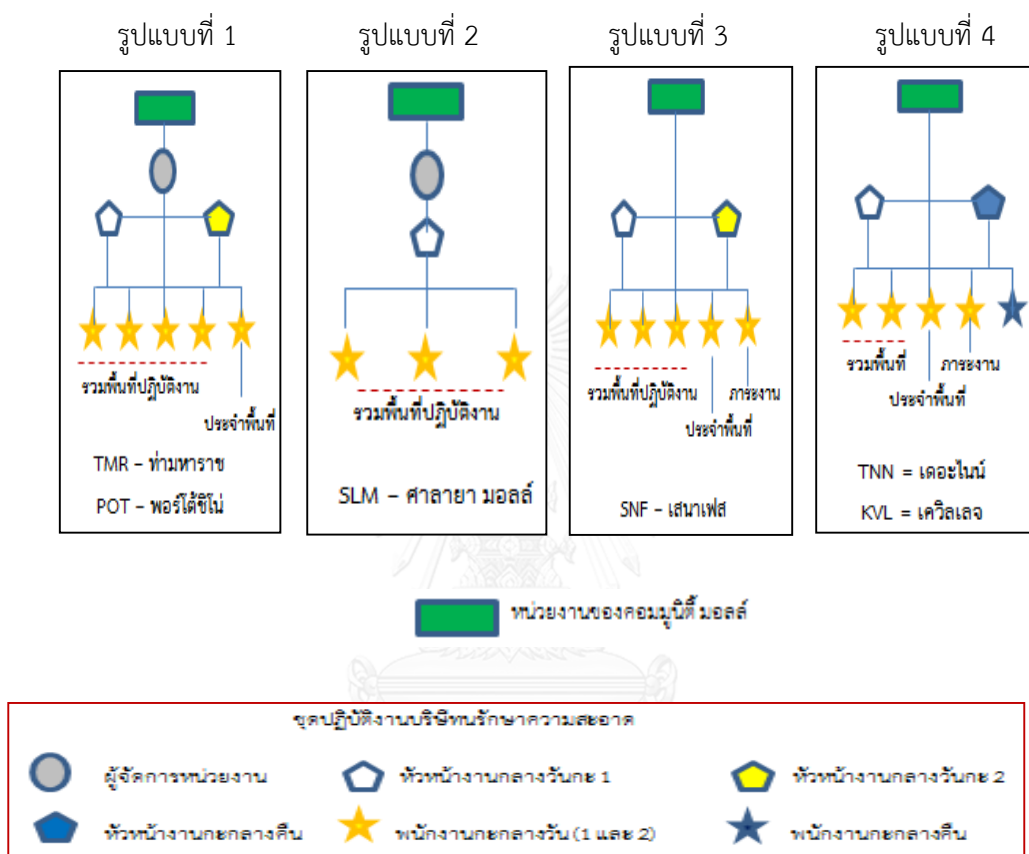 รูปแบบที่ 1 รูปแบบที่ 2 รูปแบบที่ 3 รูปแบบที่ 4
รวมพื้นที่ปฏิบัติงาน
ประจำพื้นที่
TMR – ท่ามหาราช
POT – พอร์โต้ชิโน่
รวมพื้นที่ปฏิบัติงาน
SLM – ศาลายา มอลล์
รวมพื้นที่ปฏิบัติงาน
ภาระงาน
ประจำพื้นที่
SNF – เสนาเฟส
รวมพื้นที่
ภาระงาน
ประจำพื้นที่
TNN = เดอะไนน์
KVL = เควิลเลจ
หน่วยงานของคอมมูนิตี้ มอลล์
ชุดปฏิบัติงานบริษัทนรักษาความสะอาด
ผู้จัดการหน่วยงาน หัวหน้างานกลางวันกะ 1 หัวหน้างานกลางวันกะ 2
หัวหน้างานกะกลางคืน พนักงานกะกลางวัน (1 และ 2) พนักงานกะกลางคืน